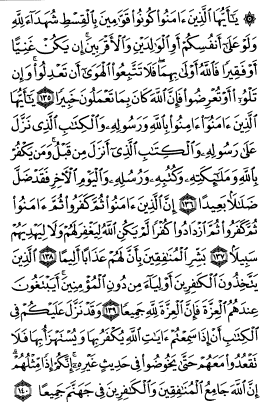 ۞ يَٰٓأَيُّهَا ٱلَّذِينَ ءَامَنُوا۟ كُونُوا۟ قَوَّٰمِينَ بِٱلْقِسْطِ شُهَدَآءَ لِلَّهِ
وَلَوْ عَلَىٰٓ أَنفُسِكُمْ أَوِ ٱلْوَٰلِدَيْنِ وَٱلْأَقْرَبِينَ ۚ إِن يَكُنْ غَنِيًّا
أَوْ فَقِيرًا فَٱللَّهُ أَوْلَىٰ بِهِمَا ۖ فَلَا تَتَّبِعُوا۟ ٱلْهَوَىٰٓ أَن تَعْدِلُوا۟ ۚ وَإِن
تَلْوُۥٓا۟ أَوْ تُعْرِضُوا۟ فَإِنَّ ٱللَّهَ كَانَ بِمَا تَعْمَلُونَ خَبِيرًا ١٣٥ يَٰٓأَيُّهَا
ٱلَّذِينَ ءَامَنُوٓا۟ ءَامِنُوا۟ بِٱللَّهِ وَرَسُولِهِۦ وَٱلْكِتَٰبِ ٱلَّذِى نَزَّلَ
عَلَىٰ رَسُولِهِۦ وَٱلْكِتَٰبِ ٱلَّذِىٓ أَنزَلَ مِن قَبْلُ ۚ وَمَن يَكْفُرْ
بِٱللَّهِ وَمَلَٰٓئِكَتِهِۦ وَكُتُبِهِۦ وَرُسُلِهِۦ وَٱلْيَوْمِ ٱلْءَاخِرِ فَقَدْ ضَلَّ
ضَلَٰلًۢا بَعِيدًا ١٣٦ إِنَّ ٱلَّذِينَ ءَامَنُوا۟ ثُمَّ كَفَرُوا۟ ثُمَّ ءَامَنُوا۟
ثُمَّ كَفَرُوا۟ ثُمَّ ٱزْدَادُوا۟ كُفْرًا لَّمْ يَكُنِ ٱللَّهُ لِيَغْفِرَ لَهُمْ وَلَا لِيَهْدِيَهُمْ
سَبِيلًۢا ١٣٧ بَشِّرِ ٱلْمُنَٰفِقِينَ بِأَنَّ لَهُمْ عَذَابًا أَلِيمًا ١٣٨ ٱلَّذِينَ
يَتَّخِذُونَ ٱلْكَٰفِرِينَ أَوْلِيَآءَ مِن دُونِ ٱلْمُؤْمِنِينَ ۚ أَيَبْتَغُونَ
عِندَهُمُ ٱلْعِزَّةَ فَإِنَّ ٱلْعِزَّةَ لِلَّهِ جَمِيعًا ١٣٩ وَقَدْ نَزَّلَ عَلَيْكُمْ فِى
ٱلْكِتَٰبِ أَنْ إِذَا سَمِعْتُمْ ءَايَٰتِ ٱللَّهِ يُكْفَرُ بِهَا وَيُسْتَهْزَأُ بِهَا فَلَا
تَقْعُدُوا۟ مَعَهُمْ حَتَّىٰ يَخُوضُوا۟ فِى حَدِيثٍ غَيْرِهِۦٓ ۚ إِنَّكُمْ إِذًا مِّثْلُهُمْ ۗ
إِنَّ ٱللَّهَ جَامِعُ ٱلْمُنَٰفِقِينَ وَٱلْكَٰفِرِينَ فِى جَهَنَّمَ جَمِيعًا ١٤٠